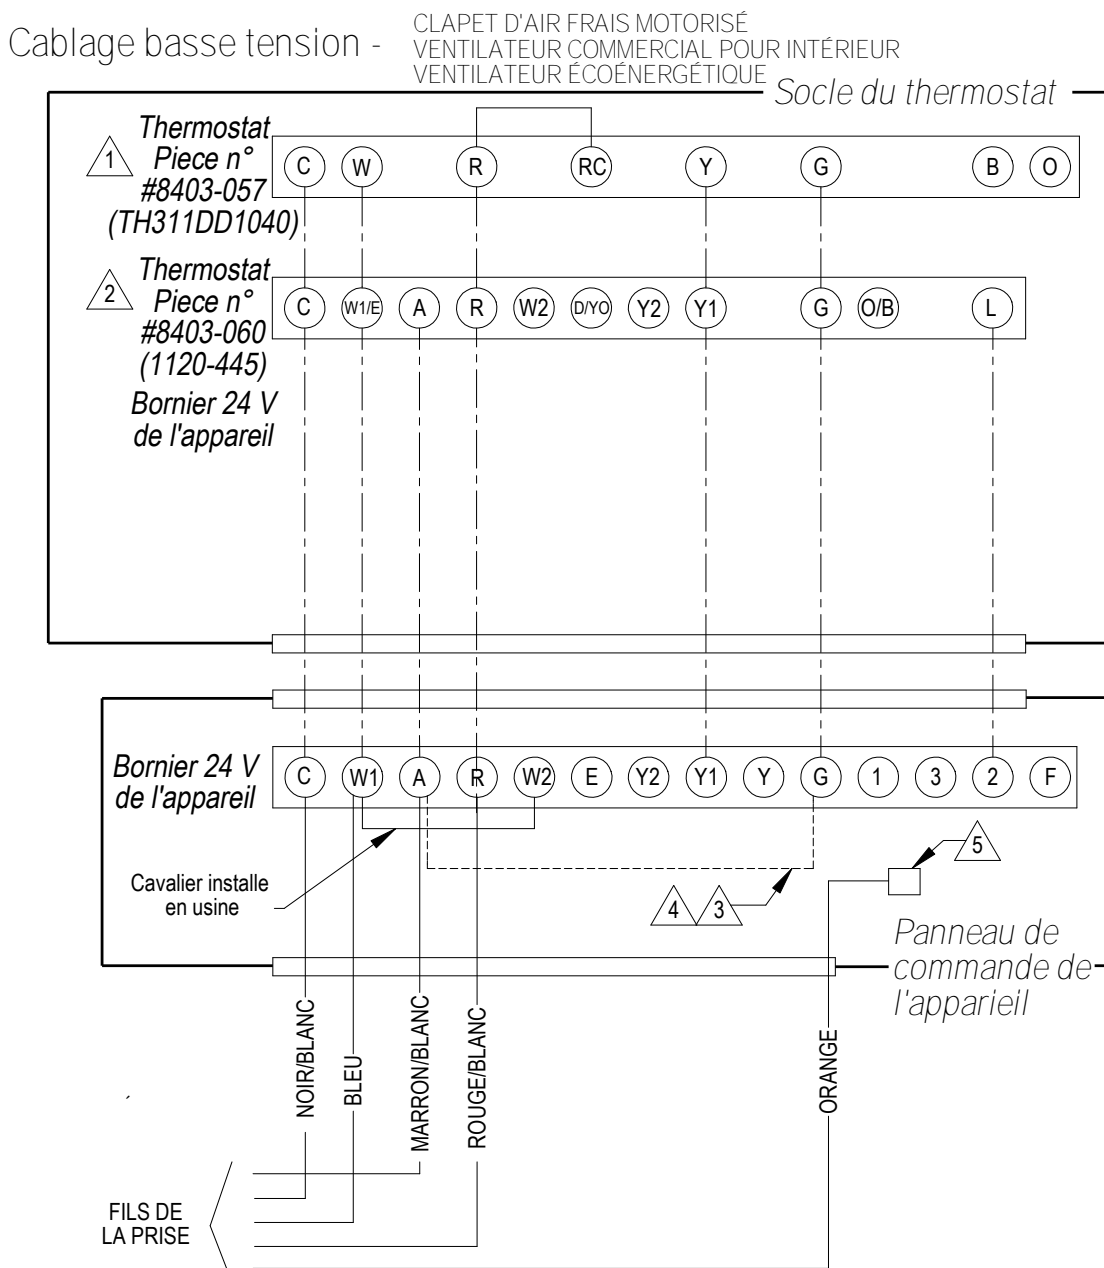 Cablage basse tension -
CLAPET D'AIR FRAIS MOTORISÉ
VENTILATEUR COMMERCIAL POUR INTÉRIEUR
VENTILATEUR ÉCOÉNERGÉTIQUE
Socle du thermostat
1
Thermostat
Piece n°
#8403-057
(TH311DD1040)
C W R RC Y G B O
2
Thermostat
Piece n°
#8403-060
(1120-445)
C W1/E A R W2 D/YO Y2 Y1 G O/B L
Bornier 24 V
de l'appareil
Bornier 24 V
de l'appareil
C W1 A R W2 E Y2 Y1 Y G 1 3 2 F
Cavalier installe
en usine
4 3
5
Panneau de
commande de
l'apparieil
NOIR/BLANC
BLEU
MARRON/BLANC
ROUGE/BLANC
ORANGE
FILS DE
LA PRISE